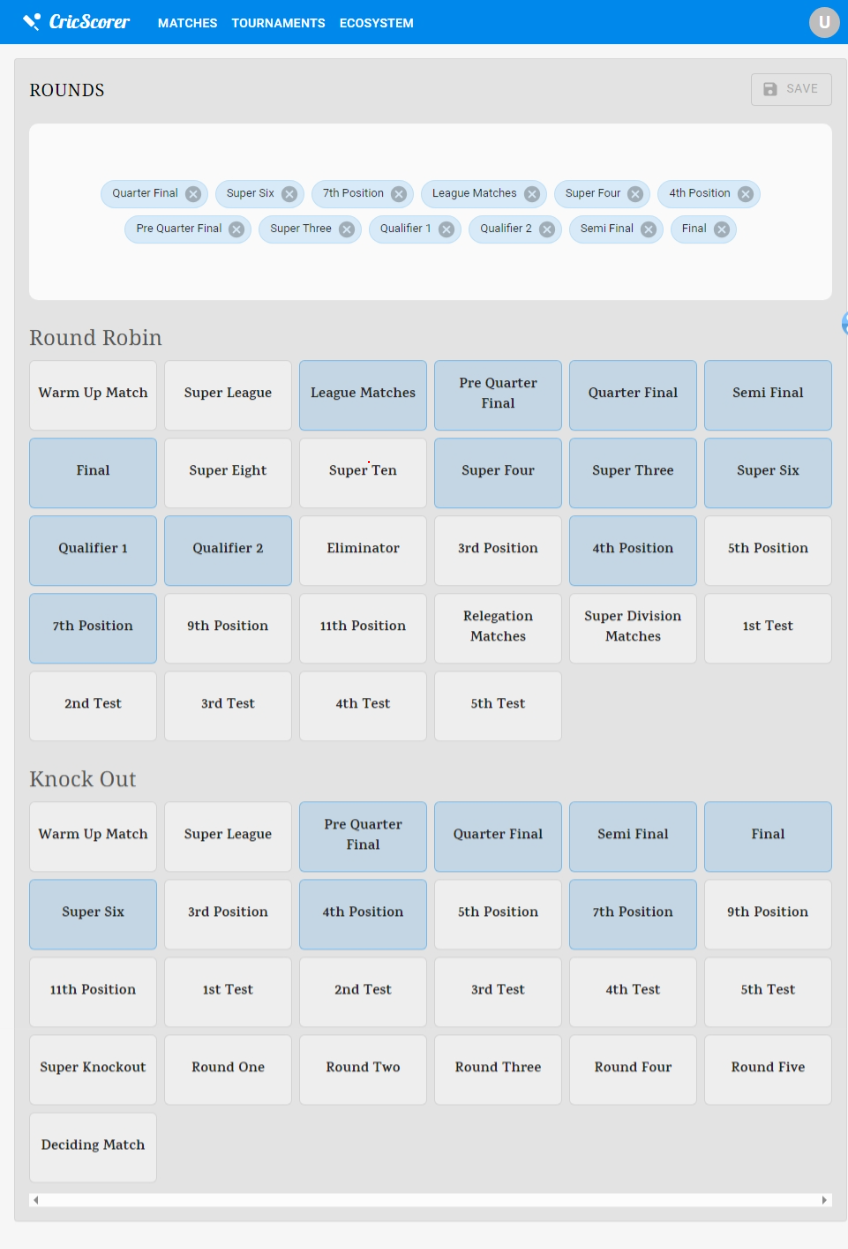 CricScorer MATCHES TOURNAMENTS ECOSYSTEM U
ROUNDS SAVE
Quarter Final Super Six 7th Position League Matches Super Four 4th Position
Pre Quarter Final Super Three Qualifier 1 Qualifier 2 Semi Final Final
Round Robin
Warm Up Match Super League League Matches Pre Quarter Final Quarter Final Semi Final
Final Super Eight Super Ten Super Four Super Three Super Six
Qualifier 1 Qualifier 2 Eliminator 3rd Position 4th Position 5th Position
7th Position 9th Position 11th Position Relegation Matches Super Division Matches 1st Test
2nd Test 3rd Test 4th Test 5th Test
Knock Out
Warm Up Match Super League Pre Quarter Final Quarter Final Semi Final Final
Super Six 3rd Position 4th Position 5th Position 7th Position 9th Position
11th Position 1st Test 2nd Test 3rd Test 4th Test 5th Test
Super Knockout Round One Round Two Round Three Round Four Round Five
Deciding Match